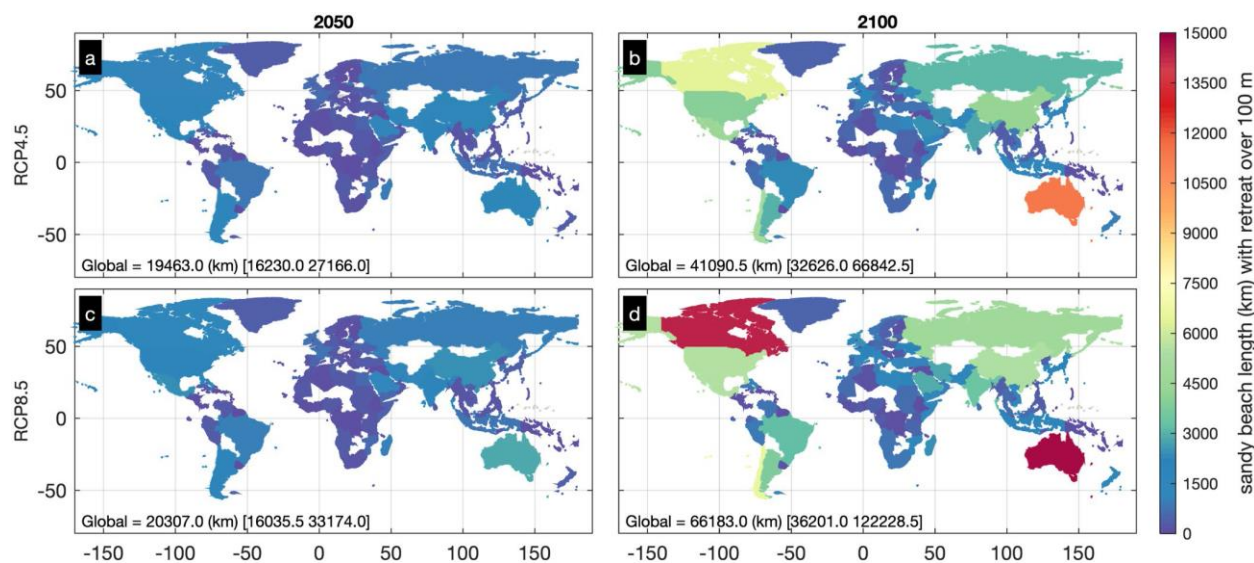 2050
2100
a
50
0
-50
RCP4.5
Global = 19463.0 (km) [16230.0 27166.0]
b
Global = 41090.5 (km) [32626.0 66842.5]
c
50
0
-50
RCP8.5
Global = 20307.0 (km) [16035.5 33174.0]
d
Global = 66183.0 (km) [36201.0 122228.5]
-150 -100 -50 0 50 100 150
-150 -100 -50 0 50 100 150
15000
13500
12000
10500
9000
7500
6000
4500
3000
1500
0
sandy beach length (km) with retreat over 100 m